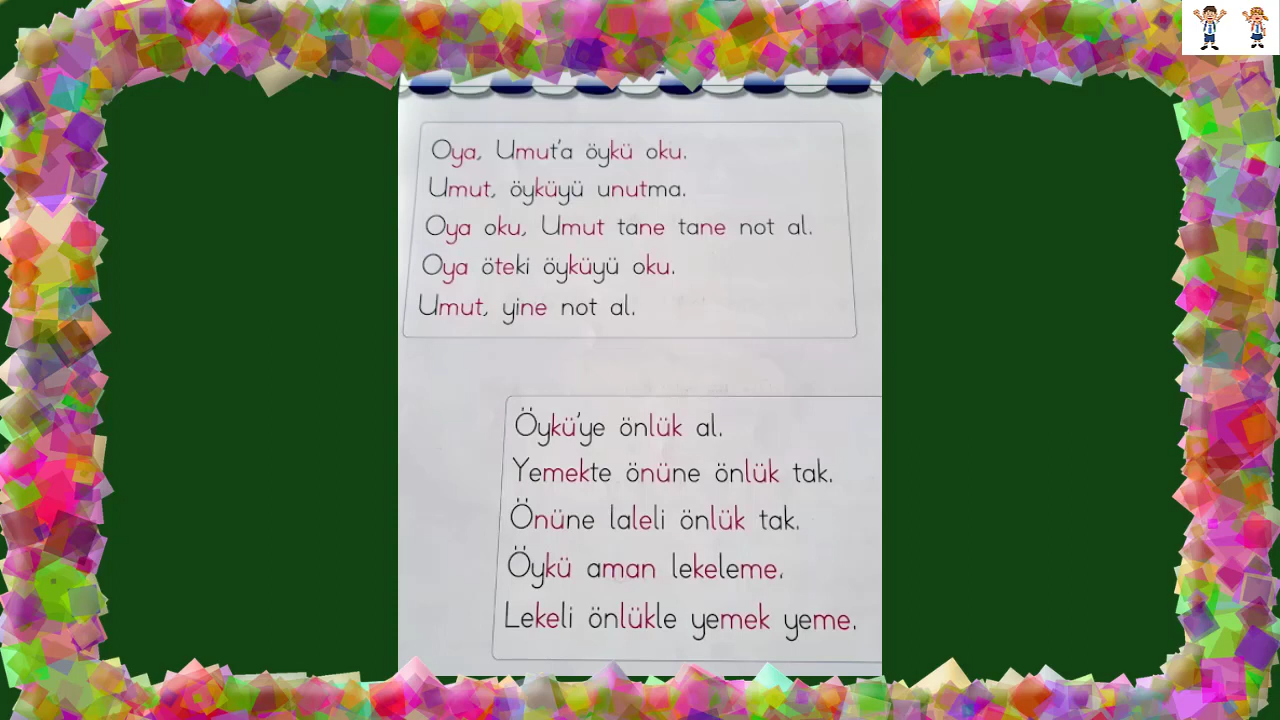 Oya, Umut'a öykü oku.
Umut, öyküyü unutma.
Oya oku, Umut tane tane not al.
Oya öteki öyküyü oku.
Umut, yine not al.
Öykü'ye önlük al.
Yemekte önüne önlük tak.
Önüne laleli önlük tak.
Öykü aman lekeleme.
Lekeli önlükle yemek yeme.